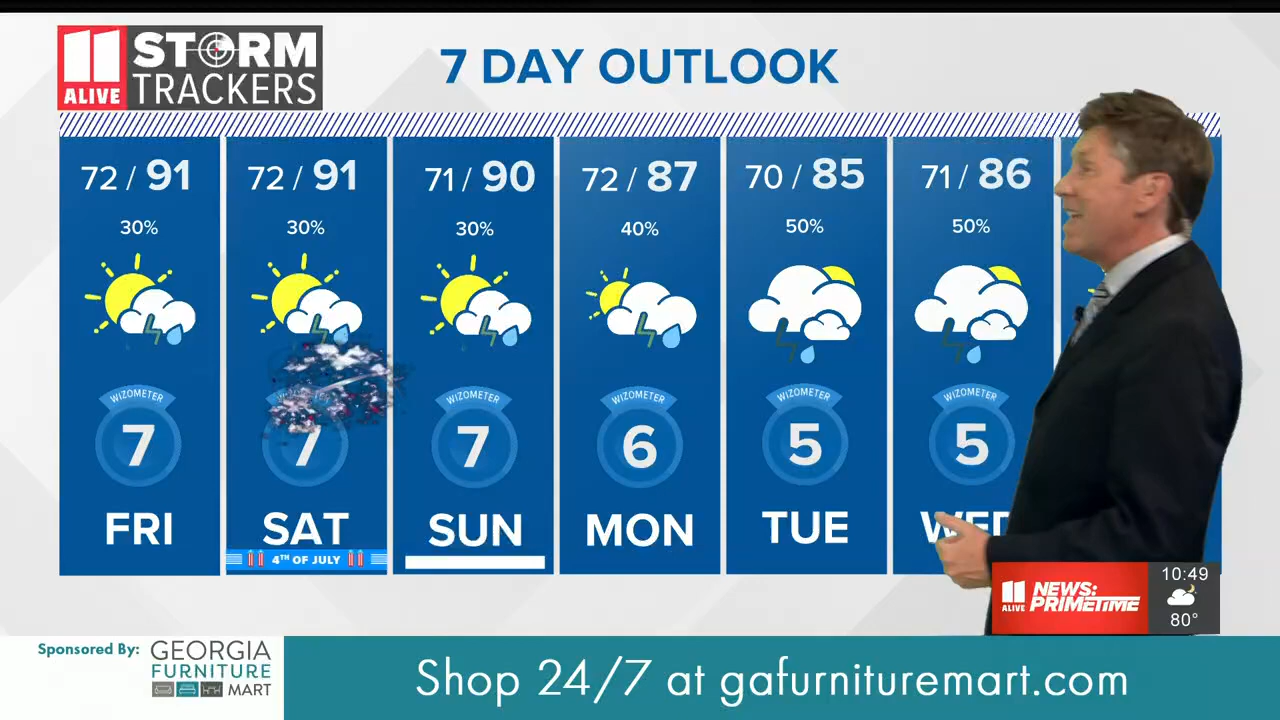 11 ALIVE
STORM
TRACKERS
7 DAY OUTLOOK
72 / 91
30%
WIZOMETER
7
FRI
72 / 91
30%
7
SAT
4TH OF JULY
71 / 90
30%
WIZOMETER
7
SUN
72 / 87
40%
WIZOMETER
6
MON
70 / 85
50%
WIZOMETER
5
TUE
71 / 86
50%
WIZOMETER
5
WED
11 ALIVE
NEWS:
PRIMETIME
10:49
80°
Sponsored By:
GEORGIA
FURNITURE
MART
Shop 24/7 at gafurnituremart.com